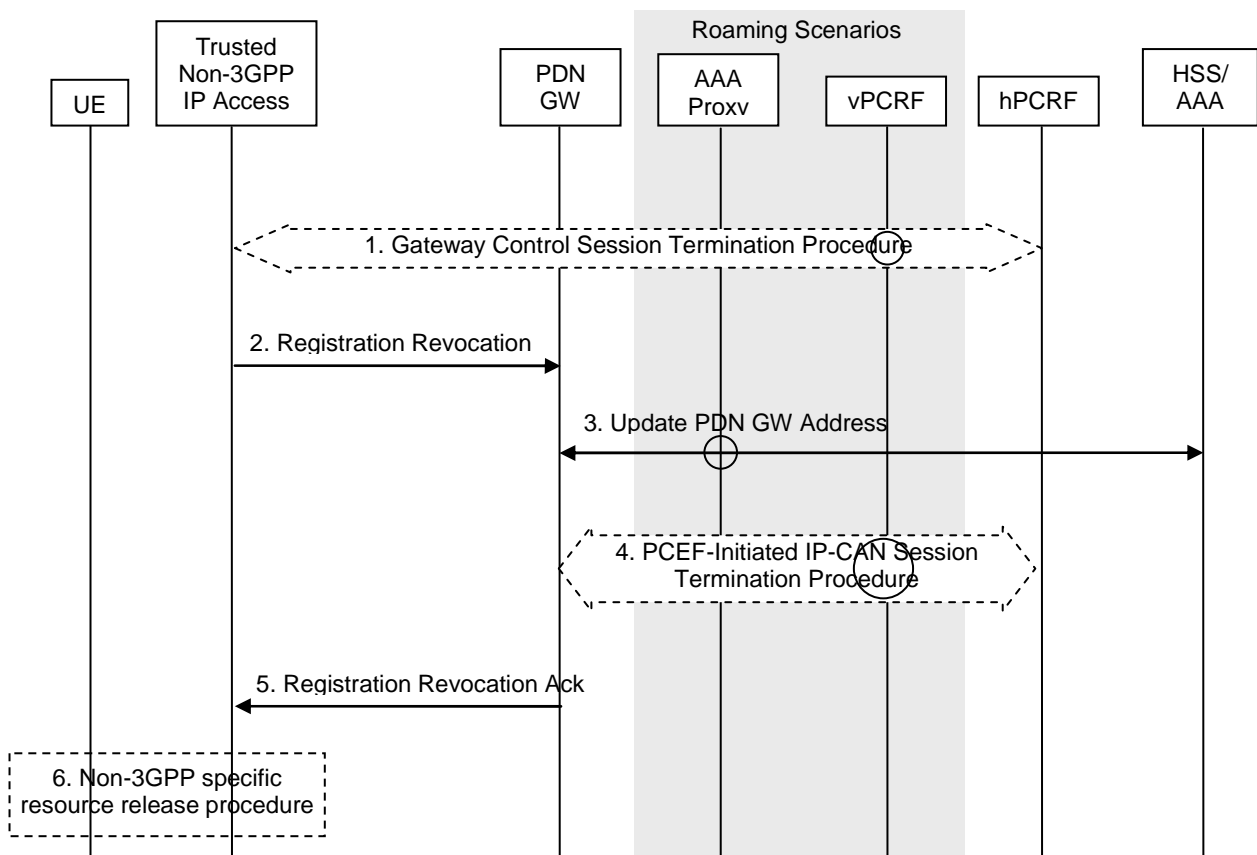 Roaming Scenarios
UE
Trusted
Non-3GPP
IP Access
PDN
GW
AAA
Proxv
vPCRF
hPCRF
HSS/
AAA
1. Gateway Control Session Termination Procedure
2. Registration Revocation
3. Update PDN GW Address
4. PCEF-Initiated IP-CAN Session
Termination Procedure
5. Registration Revocation Ack
6. Non-3GPP specific
resource release procedure